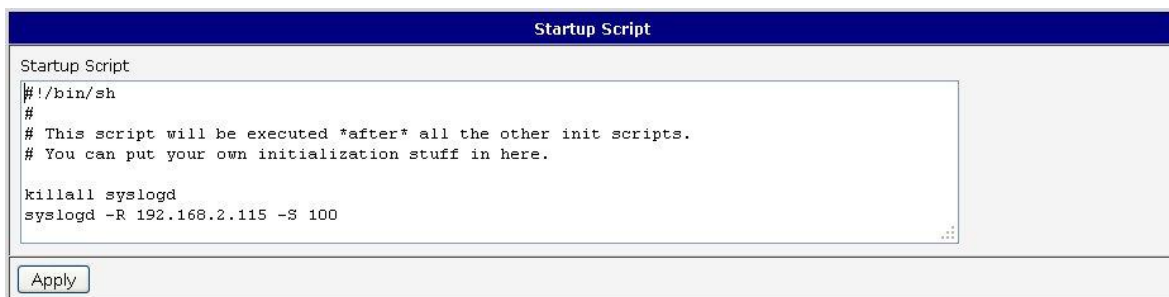 Startup Script
Startup Script
#!/bin/sh
#
# This script will be executed *after* all the other init scripts.
# You can put your own initialization stuff in here.
killall syslogd
syslogd -R 192.168.2.115 -S 100
Apply